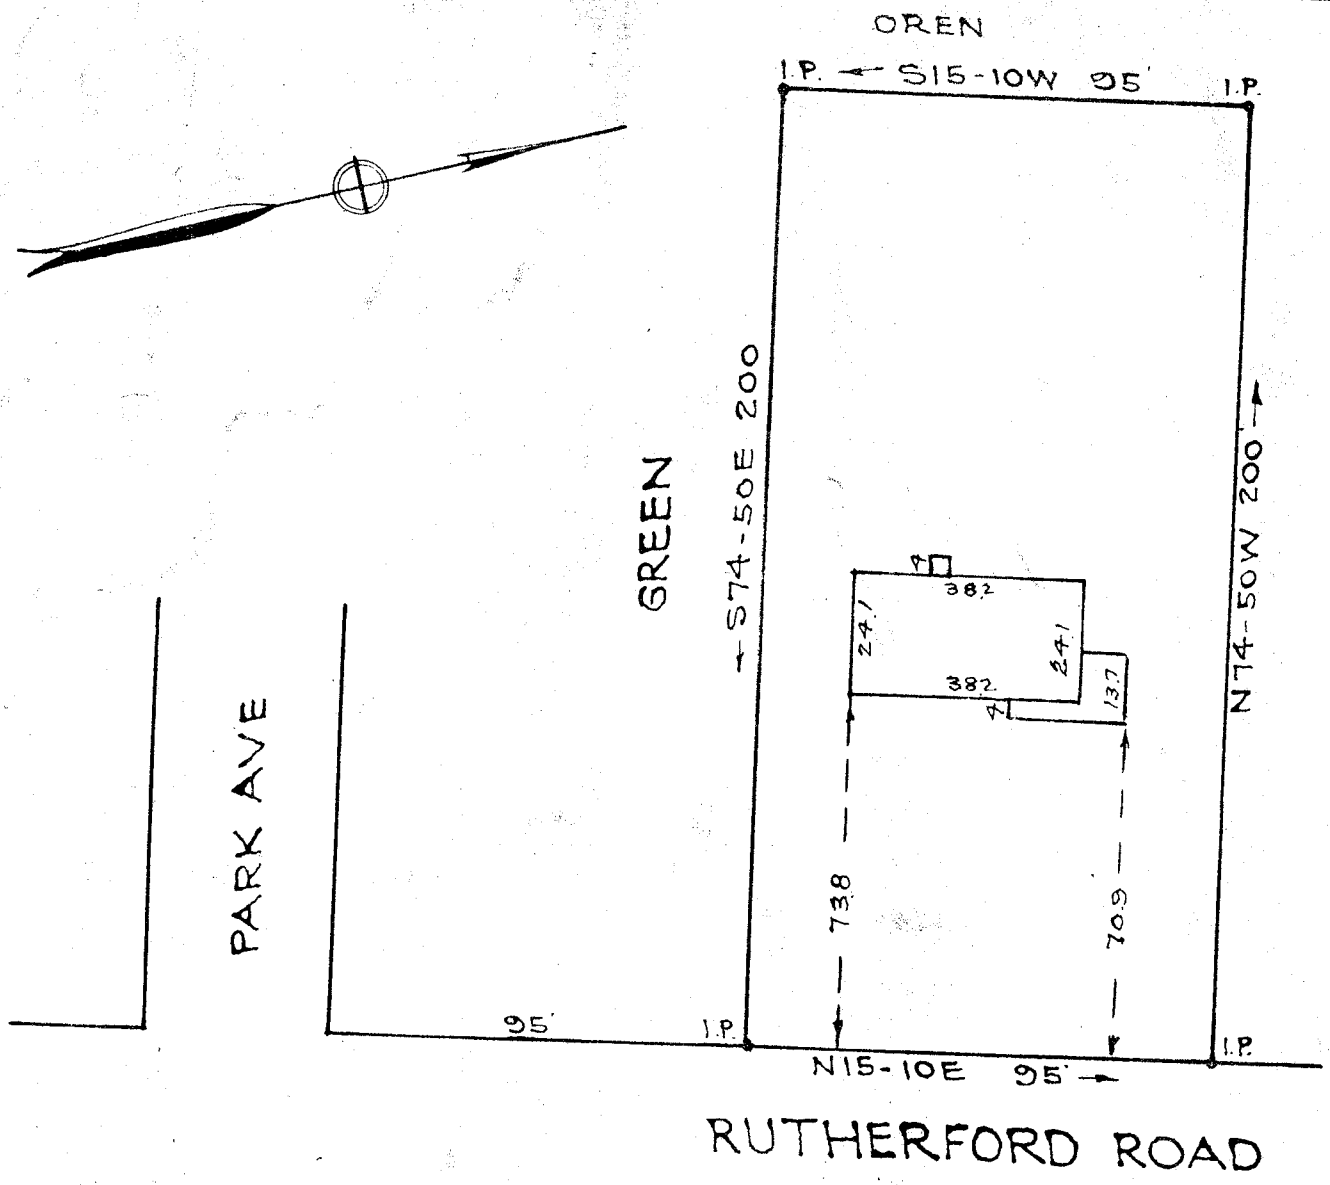 OREN
I.P. S15-10W 95' I.P.
S74-50E 200
N74-50W 200'
GREEN
4
38.2
24.1
24.1
38.2
4
13.7
PARK AVE
73.8
70.9
95'
I.P.
I.P.
N15-10E 95'
RUTHERFORD ROAD